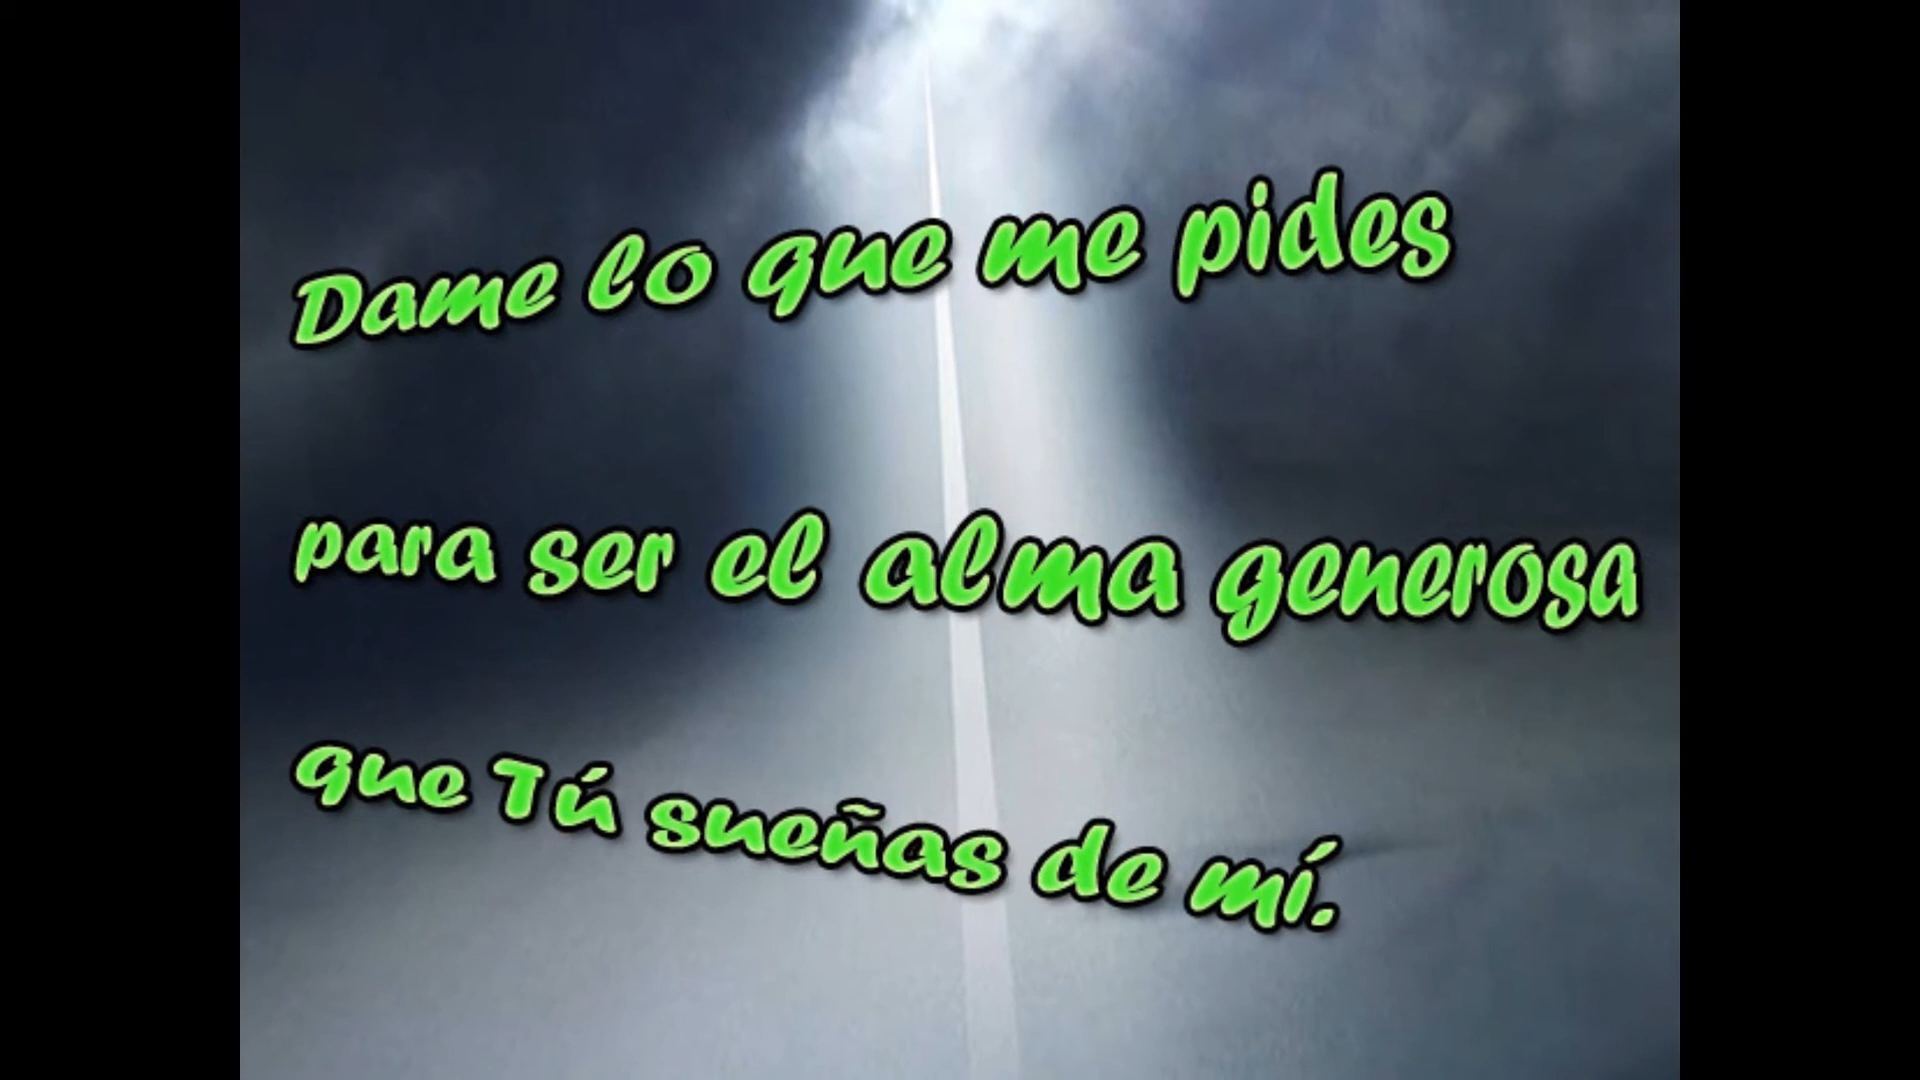 Dame lo que me pides
para ser el alma generosa
que Tú sueñas de mí.